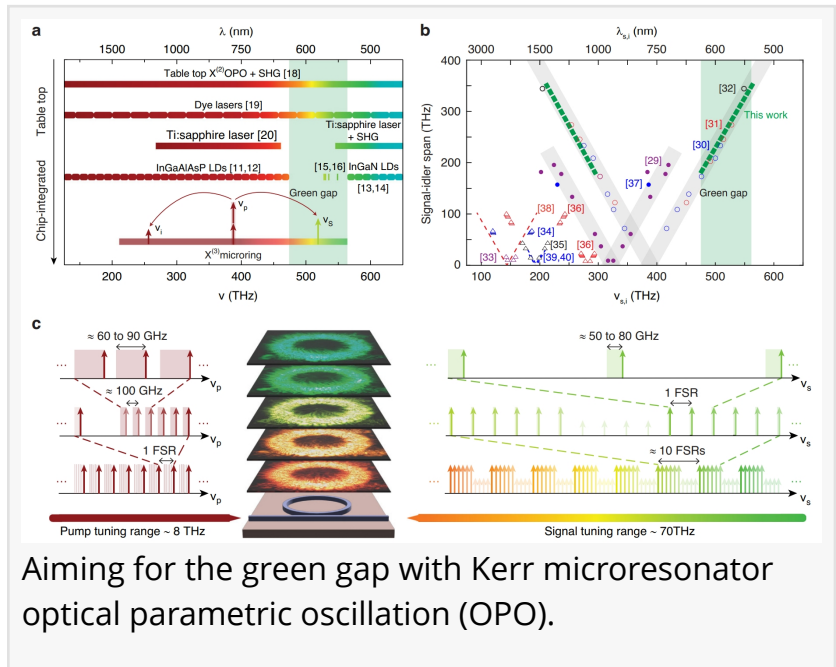 a
λ (nm)
1500 1000 750 600 500
Table top
Chip-integrated
Table top X⁽²⁾OPO + SHG [18]
Dye lasers [19]
Ti:sapphire laser [20]
Ti:sapphire laser
+ SHG
InGaAlAsP LDs [11,12]
[15,16]
InGaN LDs
[13,14]
Green gap
νᵢ
νₚ
νₛ
X⁽³⁾microring
125 200 300 400 500 600
ν (THz)
b
λₛ,ᵢ (nm)
3000 1500 1000 750 600 500
Signal-idler span (THz)
400
300
200
100
0
[32]
This work
[31]
[30]
[29]
[37]
Green gap
[38]
[36]
[34]
[35]
[36]
[33]
[39,40]
100 200 300 400 500 600
νₛ,ᵢ (THz)
c
≈ 60 to 90 GHz
... ...
νₚ
≈ 100 GHz
... ...
νₚ
1 FSR
... ...
νₚ
Pump tuning range ~ 8 THz
≈ 50 to 80 GHz
... ...
νₛ
1 FSR
... ...
νₛ
≈ 10 FSRs
... ...
νₛ
Signal tuning range ~ 70THz
Aiming for the green gap with Kerr microresonator
optical parametric oscillation (OPO).